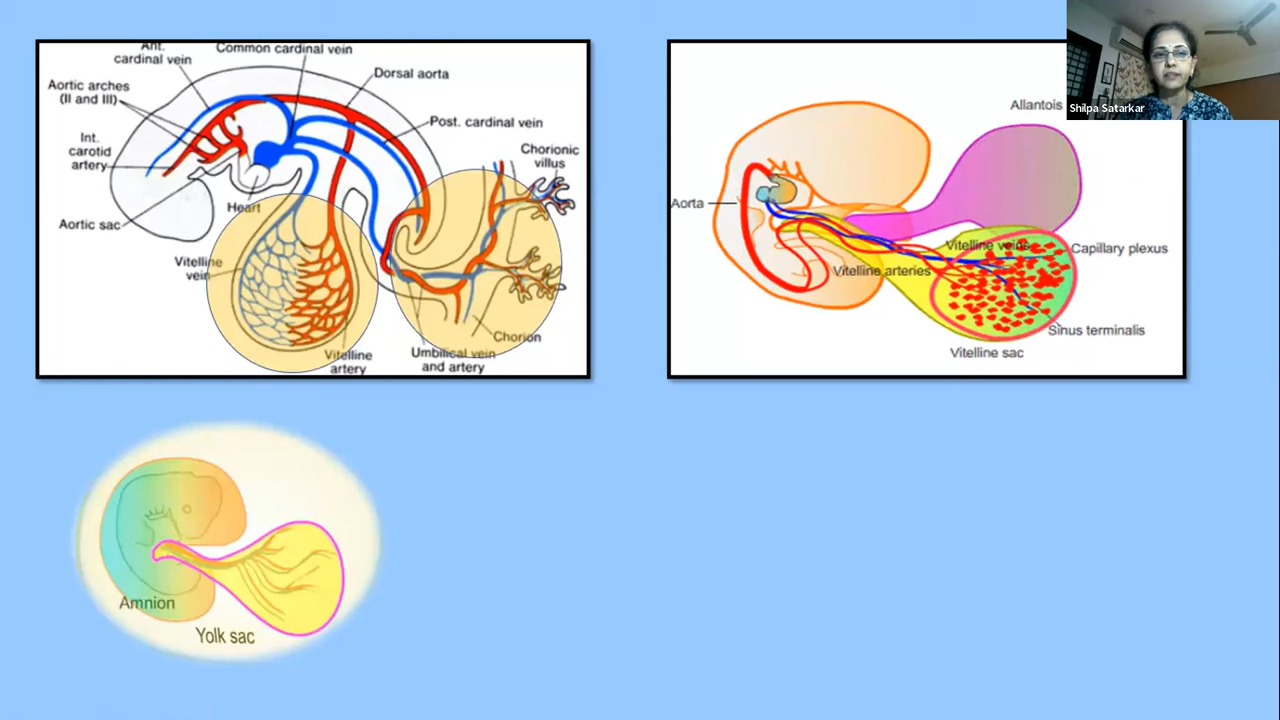 Ant.
cardinal vein
Common cardinal vein
Aortic arches
(II and III)
Dorsal aorta
Int.
carotid
artery
Post. cardinal vein
Chorionic
villus
Aortic sac
Heart
Vitelline
vein
Chorion
Vitelline
artery
Umbilical vein
and artery
Shilpa Satarkar
Allantois
Aorta
Vitelline veins
Capillary plexus
Vitelline arteries
Sinus terminalis
Vitelline sac
Amnion
Yolk sac